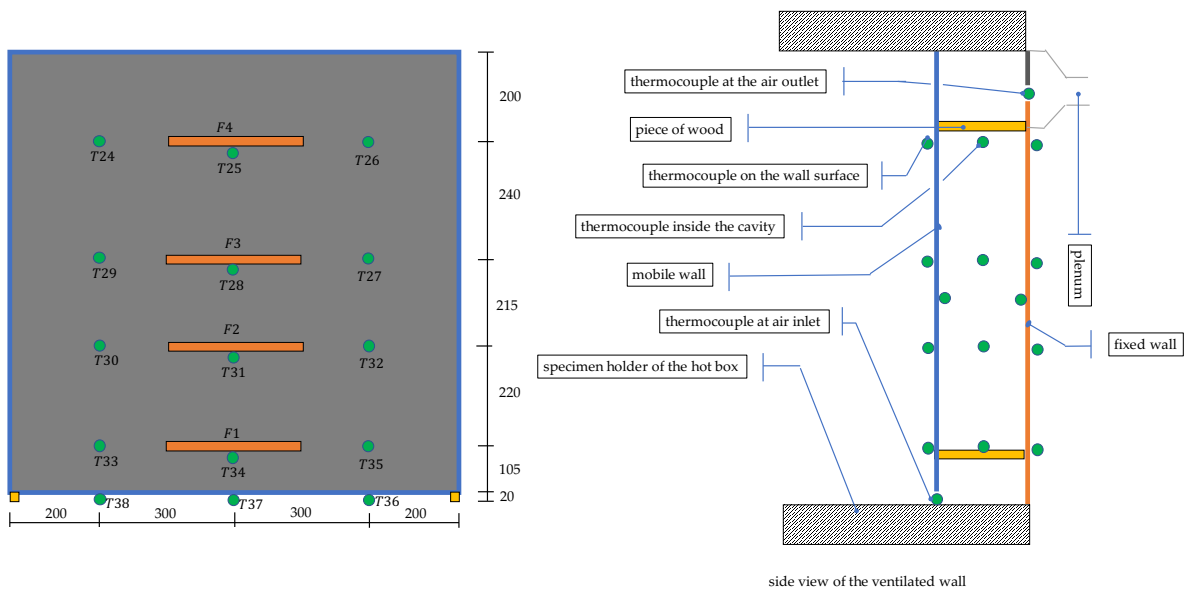 F4
T24
T25
T26
200
240
F3
T29
T28
T27
215
F2
T30
T31
T32
220
F1
T33
T34
T35
105
20
T38
T37
T36
200
300
300
200
thermocouple at the air outlet
piece of wood
thermocouple on the wall surface
thermocouple inside the cavity
mobile wall
plenum
thermocouple at air inlet
fixed wall
specimen holder of the hot box
side view of the ventilated wall